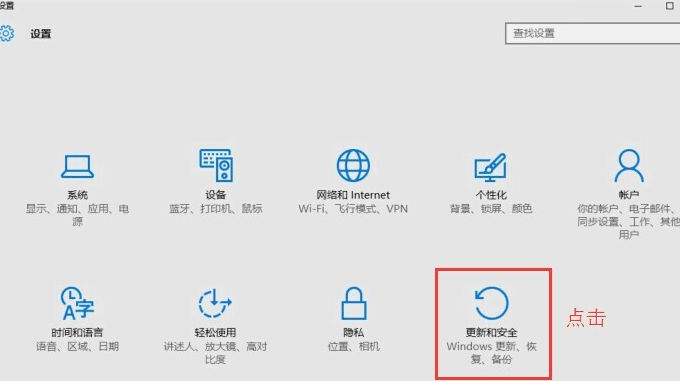 设置
设置
查找设置
系统
显示、通知、应用、电
源
设备
蓝牙、打印机、鼠标
网络和 Internet
Wi-Fi、飞行模式、VPN
个性化
背景、锁屏、颜色
帐户
你的帐户、电子邮件、
同步设置、工作、其他
用户
时间和语言
语音、区域、日期
轻松使用
讲述人、放大镜、高对
比度
隐私
位置、相机
更新和安全
Windows 更新、恢
复、备份
点击